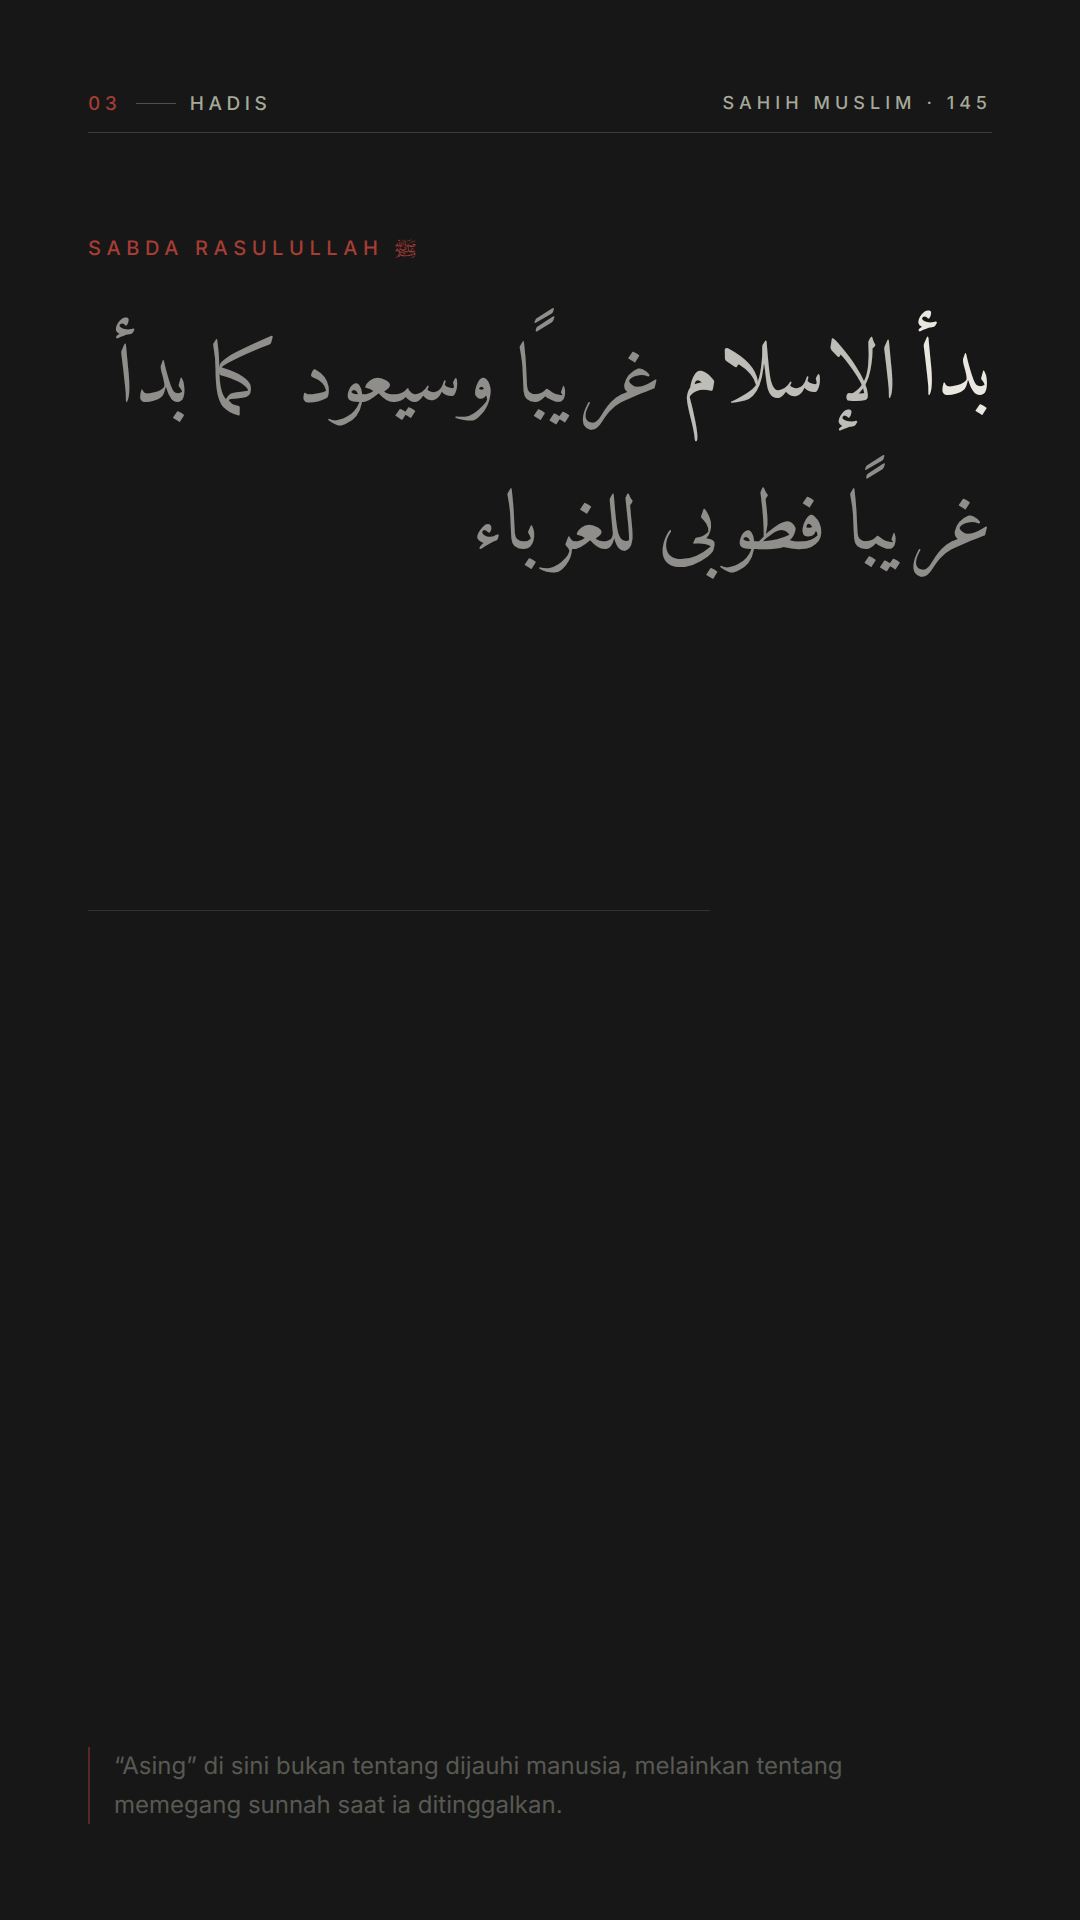 03 — HADIS
SAHIH MUSLIM · 145
SABDA RASULULLAH ﷺ
بدأ الإسلام غريبًا وسيعود كما بدأ
غريبًا فطوبى للغرباء
“Asing” di sini bukan tentang dijauhi manusia, melainkan tentang
memegang sunnah saat ia ditinggalkan.